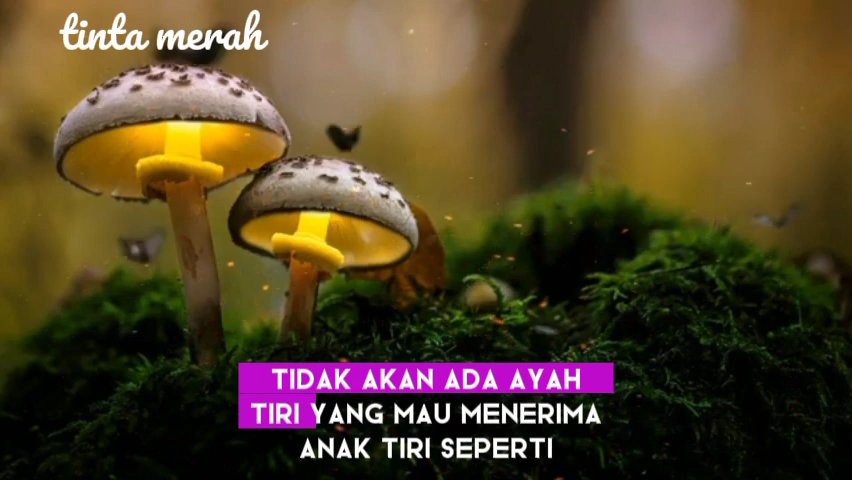 tinta merah
TIDAK AKAN ADA AYAH
TIRI YANG MAU MENERIMA
ANAK TIRI SEPERTI